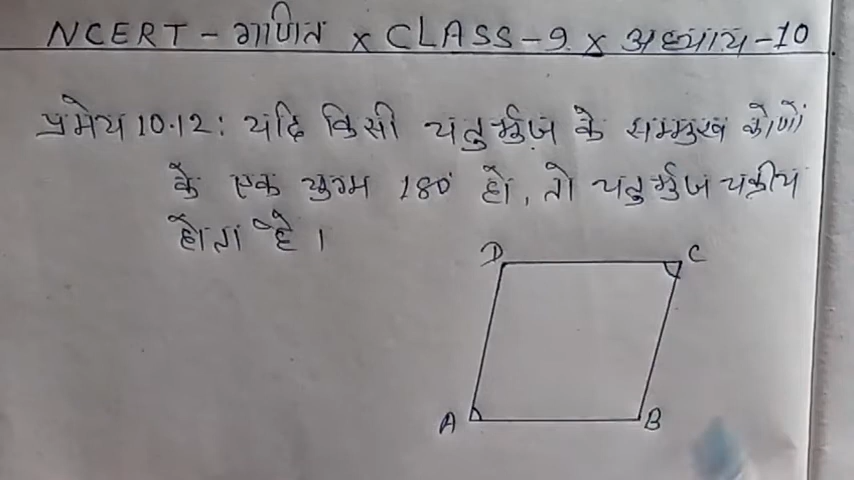 NCERT - गणित x CLASS-9 x अध्याय-10
प्रमेय 10.12: यदि किसी चतुर्भुज के सम्मुख कोणों
के एक युग्म 180° हो, तो चतुर्भुज चक्रीय
होता है।
D C
A B